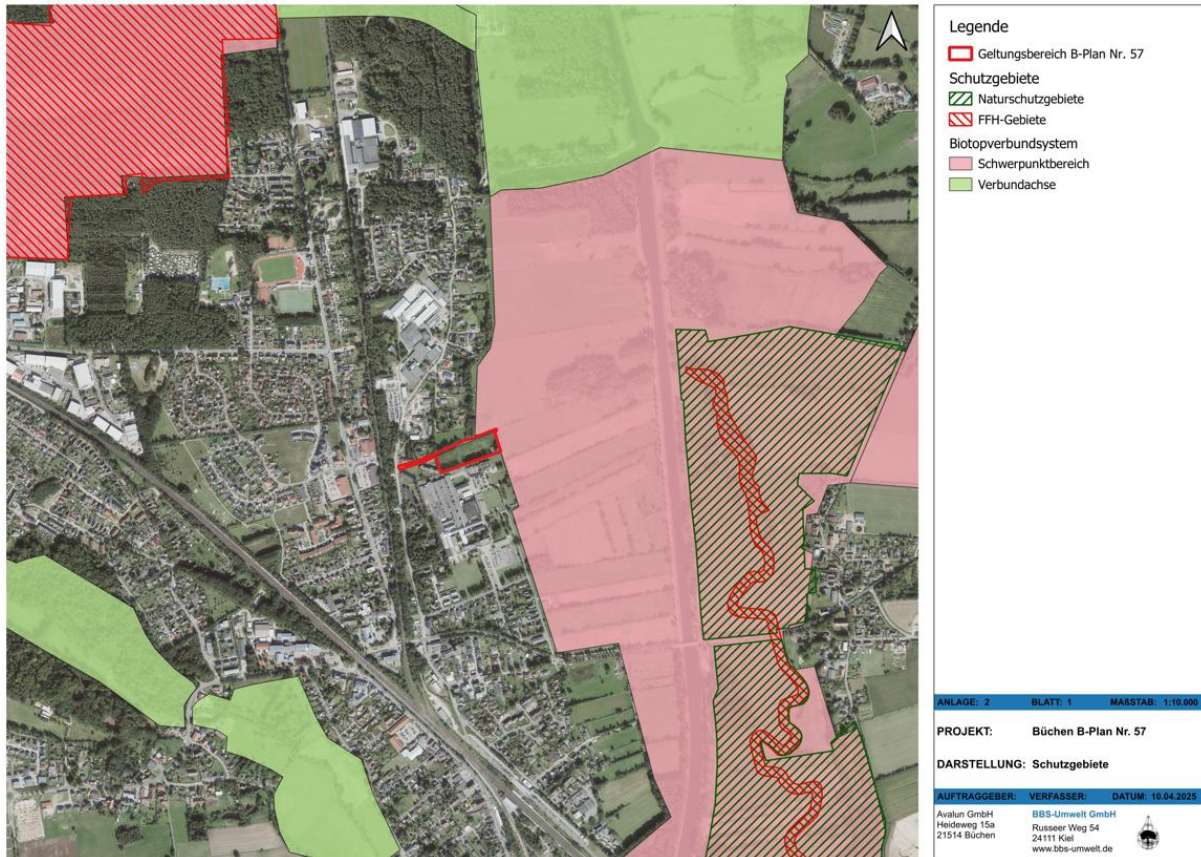 Legende
Geltungsbereich B-Plan Nr. 57
Schutzgebiete
Naturschutzgebiete
FFH-Gebiete
Biotopverbundsystem
Schwerpunktbereich
Verbundachse
ANLAGE: 2 BLATT: 1 MAßSTAB: 1:10.000
PROJEKT: Büchen B-Plan Nr. 57
DARSTELLUNG: Schutzgebiete
AUFTRAGGEBER: VERFASSER: DATUM: 10.04.2025
Avalun GmbH
Heideweg 15a
21514 Büchen
BBS-Umwelt GmbH
Russeer Weg 54
24111 Kiel
www.bbs-umwelt.de